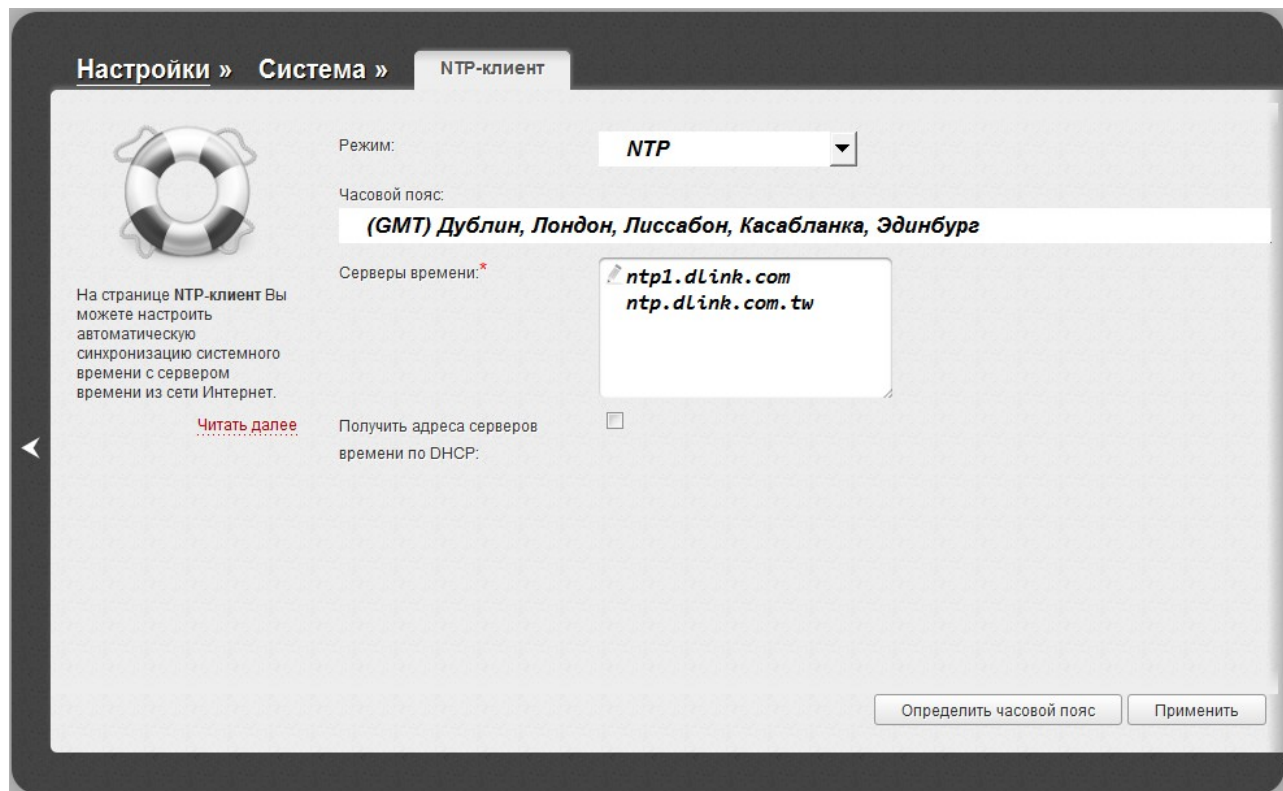 Настройки » Система » NTP-клиент
Режим: NTP
Часовой пояс:
(GMT) Дублин, Лондон, Лиссабон, Касабланка, Эдинбург
Серверы времени:* ntp1.dlink.com
ntp.dlink.com.tw
На странице NTP-клиент Вы
можете настроить
автоматическую
синхронизацию системного
времени с сервером
времени из сети Интернет.
Читать далее
Получить адреса серверов
времени по DHCP:
Определить часовой пояс Применить